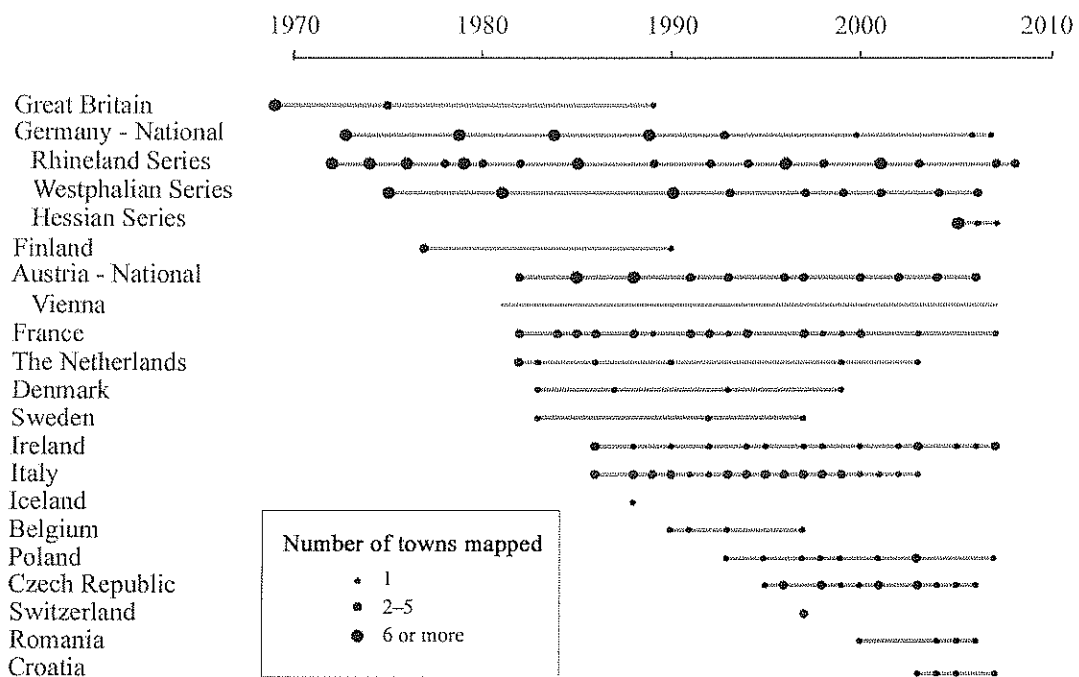 1970 1980 1990 2000 2010
Great Britain
Germany - National
Rhineland Series
Westphalian Series
Hessian Series
Finland
Austria - National
Vienna
France
The Netherlands
Denmark
Sweden
Ireland
Italy
Iceland
Belgium
Poland
Czech Republic
Switzerland
Romania
Croatia
Number of towns mapped
1
2–5
6 or more